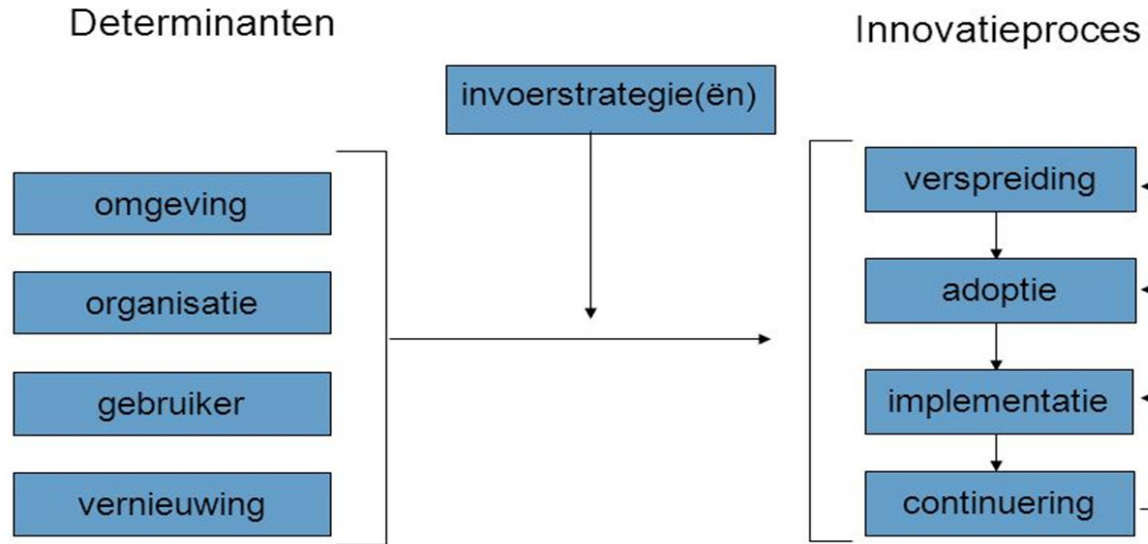 Determinanten
Innovatieproces
invoerstrategie(ën)
omgeving
organisatie
gebruiker
vernieuwing
verspreiding
adoptie
implementatie
continuering